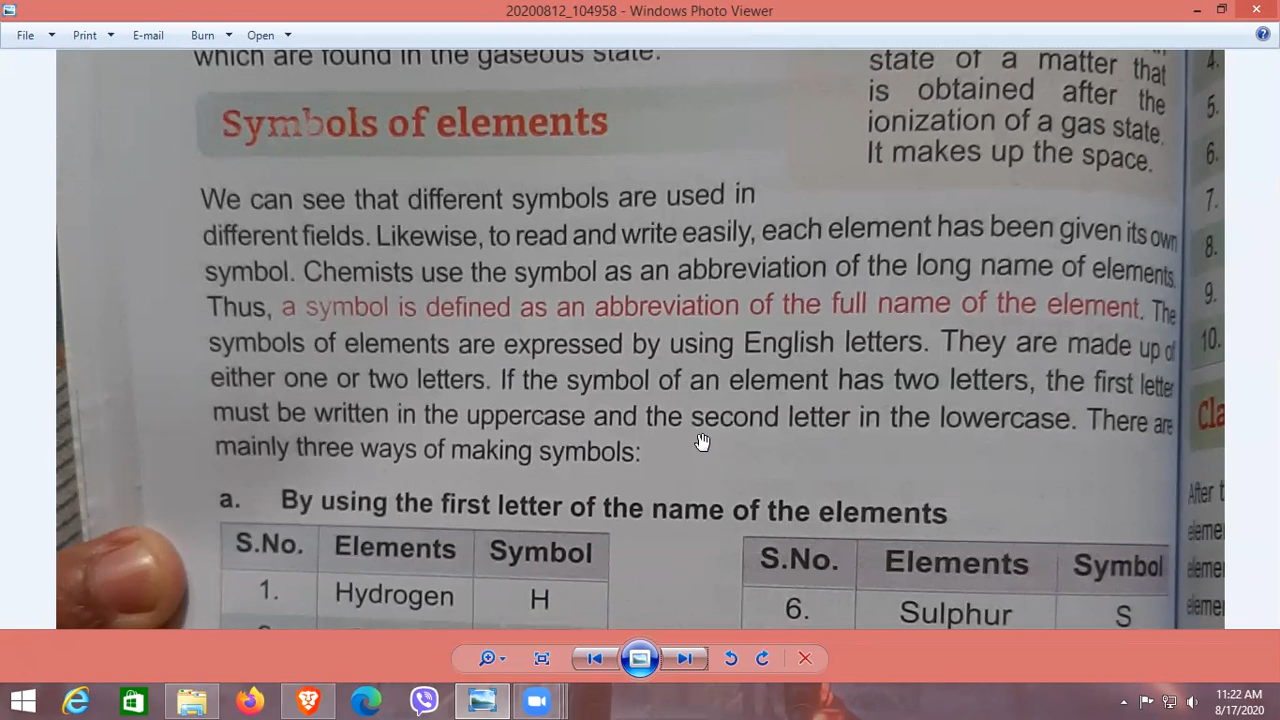 20200812_104958 - Windows Photo Viewer
File Print E-mail Burn Open
which are found in the gaseous state.
state of a matter that
is obtained after the
ionization of a gas state.
It makes up the space.
Symbols of elements
We can see that different symbols are used in
different fields. Likewise, to read and write easily, each element has been given its own
symbol. Chemists use the symbol as an abbreviation of the long name of elements.
Thus, a symbol is defined as an abbreviation of the full name of the element. The
symbols of elements are expressed by using English letters. They are made up of
either one or two letters. If the symbol of an element has two letters, the first letter
must be written in the uppercase and the second letter in the lowercase. There are
mainly three ways of making symbols:
a. By using the first letter of the name of the elements
S.No. Elements Symbol
1. Hydrogen H
S.No. Elements Symbol
6. Sulphur S
4.
5.
6.
7.
8.
9.
10.
After
eleme
eleme
elemen
11:22 AM
8/17/2020